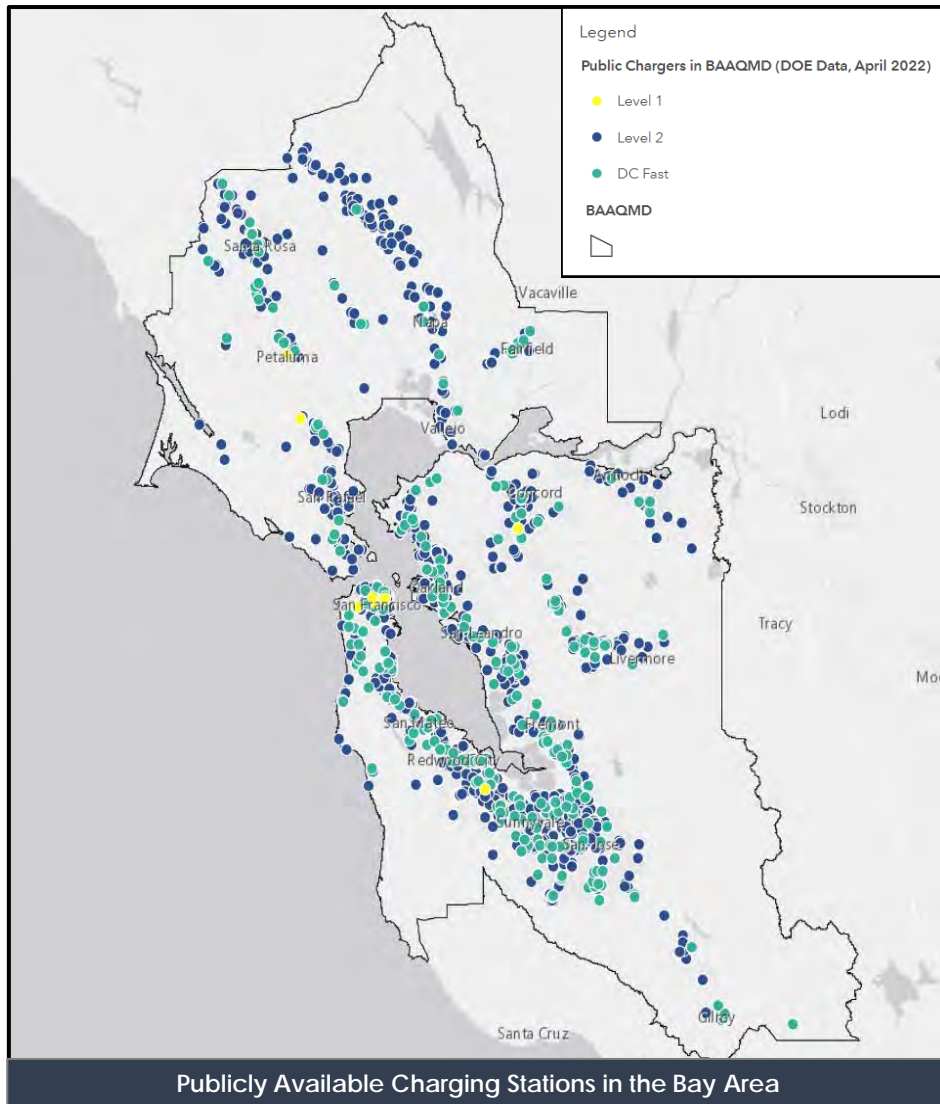 Legend
Public Chargers in BAAQMD (DOE Data, April 2022)
Level 1
Level 2
DC Fast
BAAQMD
Santa Rosa
Vacaville
Napa
Fairfield
Petaluma
Vallejo
Lodi
Antioch
San Rafael
Concord
Stockton
Oakland
San Francisco
Tracy
San Leandro
Livermore
Mo
San Mateo
Fremont
Redwood City
Sunnyvale
San Jose
Gilroy
Santa Cruz
Publicly Available Charging Stations in the Bay Area